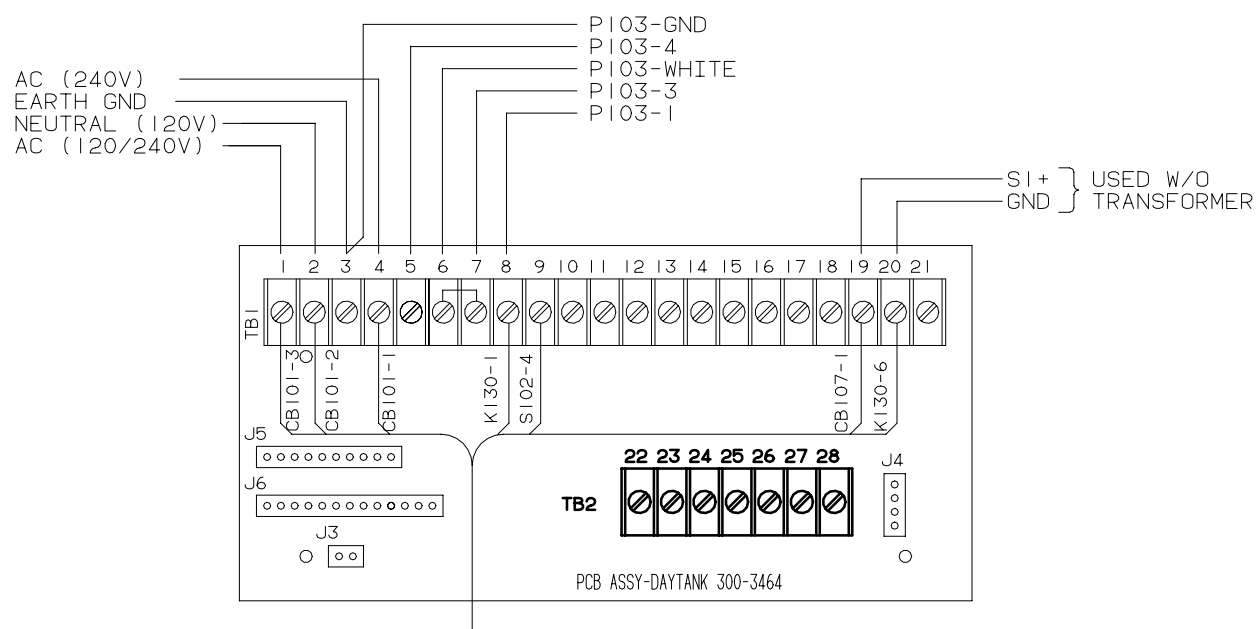 P103-GND
P103-4
P103-WHITE
P103-3
P103-1
AC (240V)
EARTH GND
NEUTRAL (120V)
AC (120/240V)
S1+
GND
USED W/O
TRANSFORMER
1 2 3 4 5 6 7 8 9 10 11 12 13 14 15 16 17 18 19 20 21
TB1
CB101-3
CB101-2
CB101-1
K130-1
S102-4
CB107-1
K130-6
J5
22 23 24 25 26 27 28
J4
J6
TB2
J3
PCB ASSY-DAYTANK 300-3464